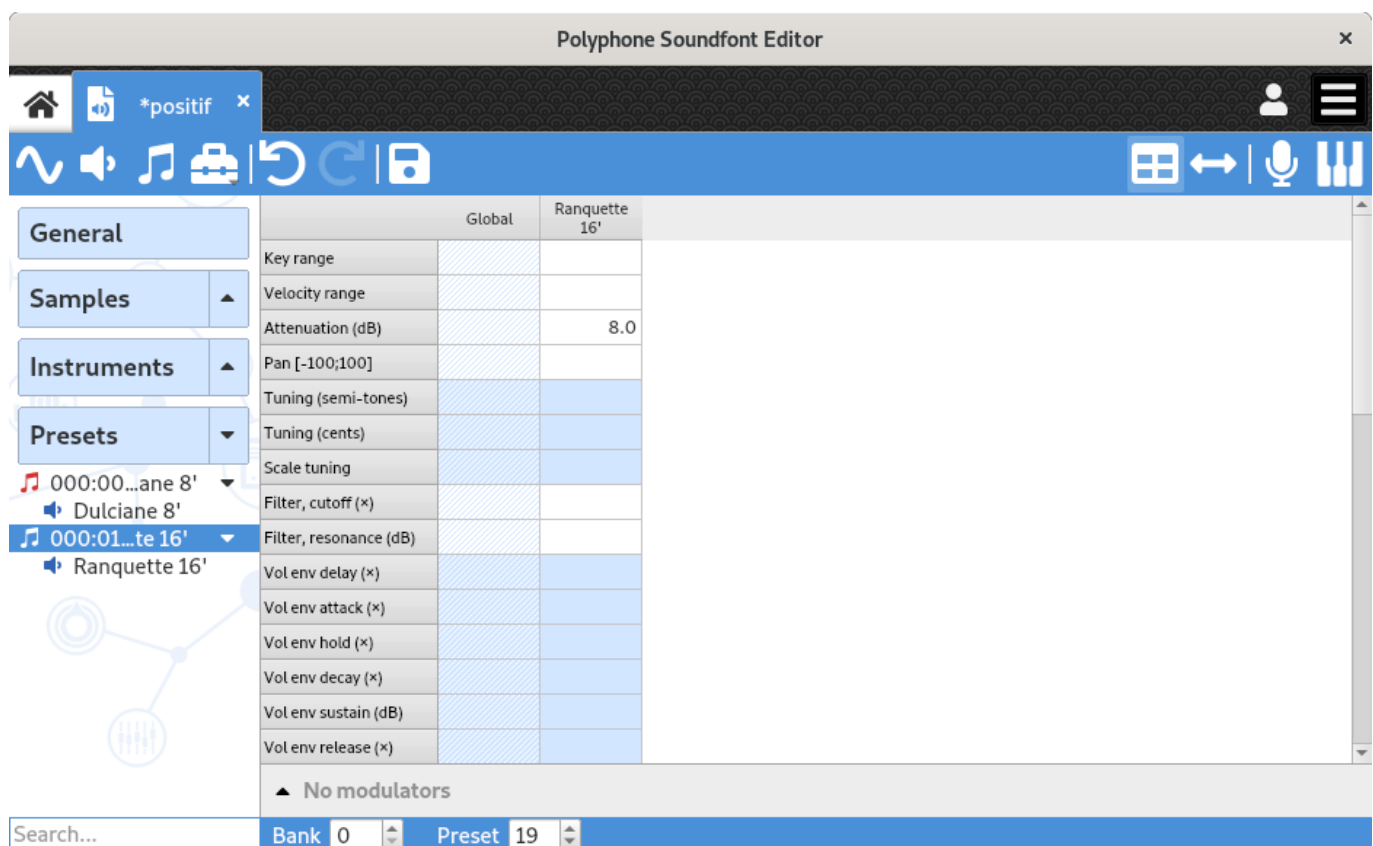 Polyphone Soundfont Editor ×
*positif ×
General
Samples
Instruments
Presets
000:00...ane 8'
Dulciane 8'
000:01...te 16'
Ranquette 16'
Search...
Global
Ranquette
16'
Key range
Velocity range
Attenuation (dB) 8.0
Pan [-100;100]
Tuning (semi-tones)
Tuning (cents)
Scale tuning
Filter, cutoff (×)
Filter, resonance (dB)
Vol env delay (×)
Vol env attack (×)
Vol env hold (×)
Vol env decay (×)
Vol env sustain (dB)
Vol env release (×)
No modulators
Bank 0 Preset 19